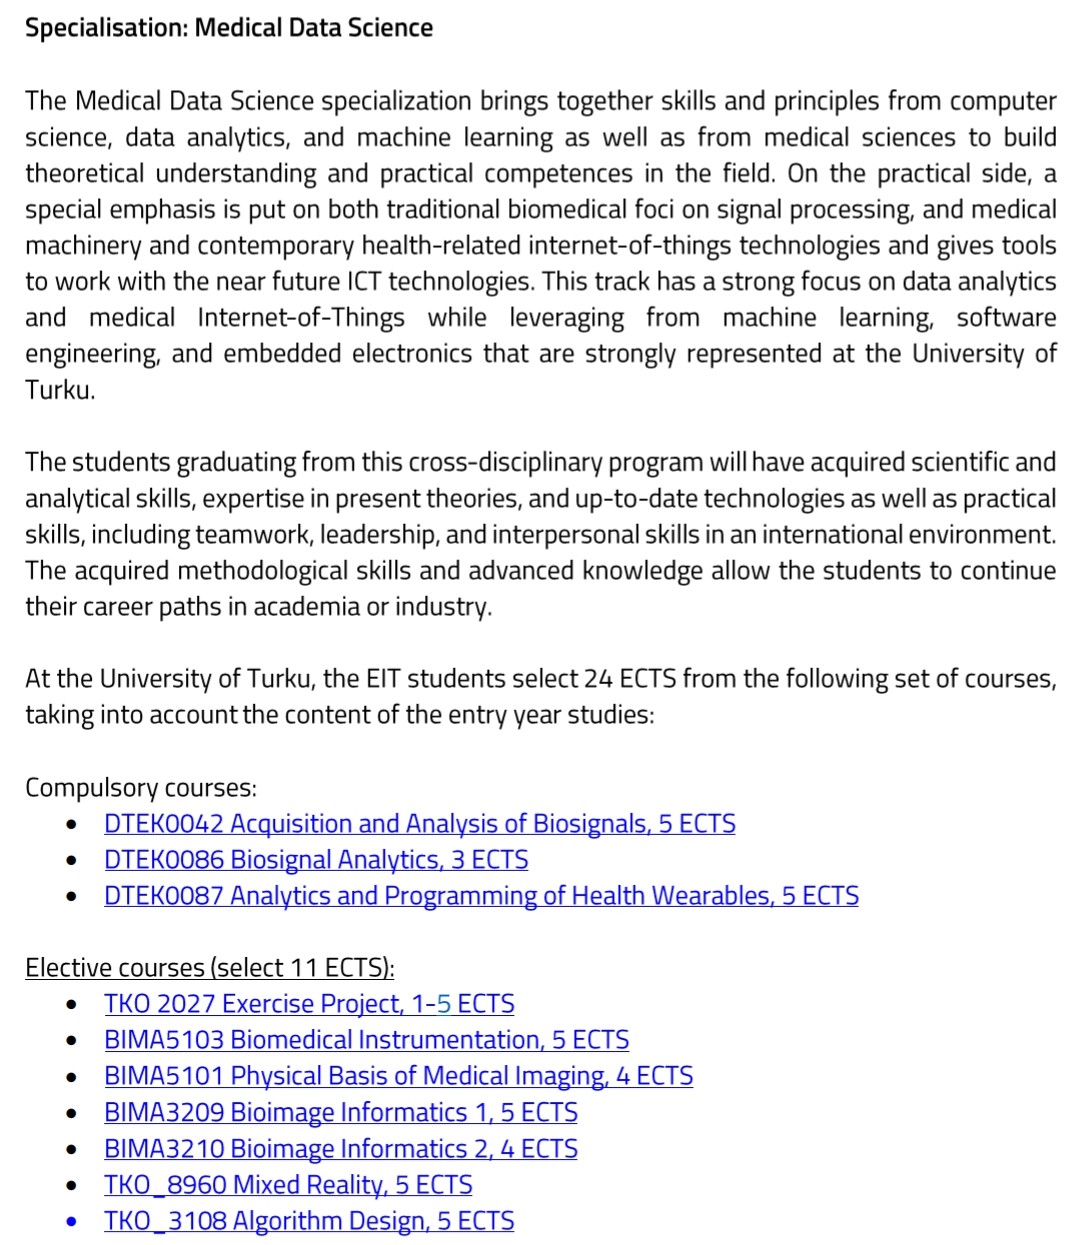 Specialisation: Medical Data Science
The Medical Data Science specialization brings together skills and principles from computer
science, data analytics, and machine learning as well as from medical sciences to build
theoretical understanding and practical competences in the field. On the practical side, a
special emphasis is put on both traditional biomedical foci on signal processing, and medical
machinery and contemporary health-related internet-of-things technologies and gives tools
to work with the near future ICT technologies. This track has a strong focus on data analytics
and medical Internet-of-Things while leveraging from machine learning, software
engineering, and embedded electronics that are strongly represented at the University of
Turku.
The students graduating from this cross-disciplinary program will have acquired scientific and
analytical skills, expertise in present theories, and up-to-date technologies as well as practical
skills, including teamwork, leadership, and interpersonal skills in an international environment.
The acquired methodological skills and advanced knowledge allow the students to continue
their career paths in academia or industry.
At the University of Turku, the EIT students select 24 ECTS from the following set of courses,
taking into account the content of the entry year studies:
Compulsory courses:
• DTEK0042 Acquisition and Analysis of Biosignals, 5 ECTS
• DTEK0086 Biosignal Analytics, 3 ECTS
• DTEK0087 Analytics and Programming of Health Wearables, 5 ECTS
Elective courses (select 11 ECTS):
• TKO 2027 Exercise Project, 1-5 ECTS
• BIMA5103 Biomedical Instrumentation, 5 ECTS
• BIMA5101 Physical Basis of Medical Imaging, 4 ECTS
• BIMA3209 Bioimage Informatics 1, 5 ECTS
• BIMA3210 Bioimage Informatics 2, 4 ECTS
• TKO_8960 Mixed Reality, 5 ECTS
• TKO_3108 Algorithm Design, 5 ECTS